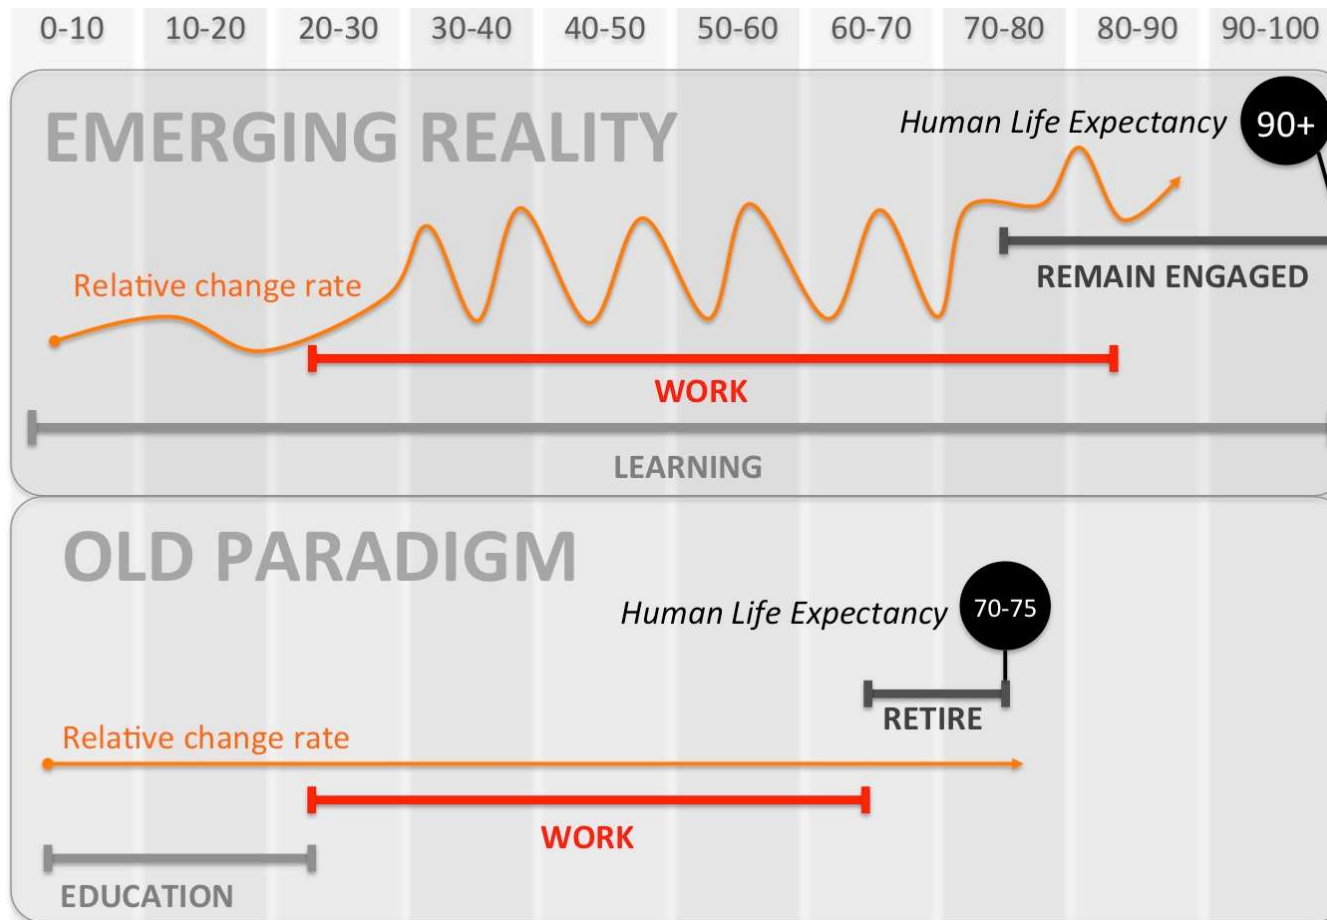 0-10 10-20 20-30 30-40 40-50 50-60 60-70 70-80 80-90 90-100
EMERGING REALITY
Human Life Expectancy 90+
Relative change rate
REMAIN ENGAGED
WORK
LEARNING
OLD PARADIGM
Human Life Expectancy 70-75
RETIRE
Relative change rate
WORK
EDUCATION